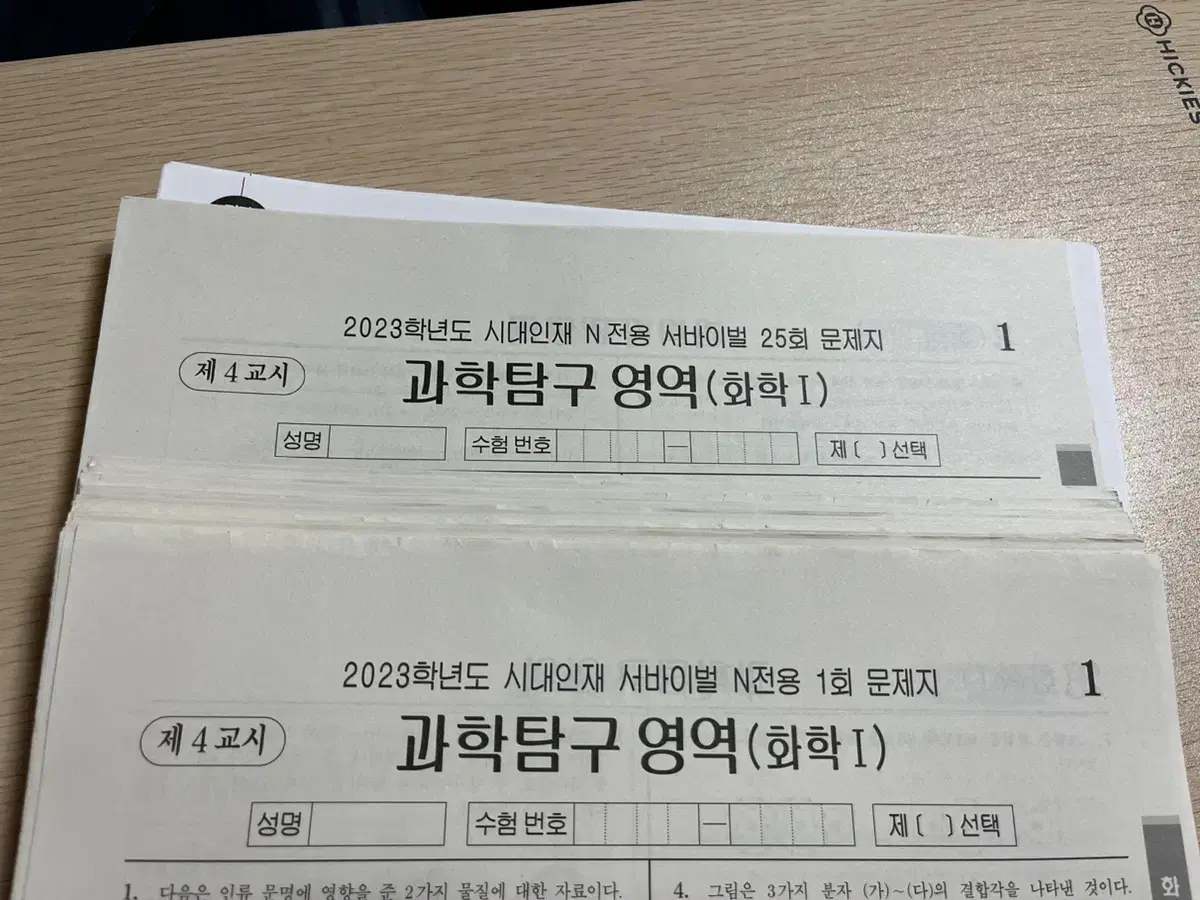 HICKIES
2023학년도 시대인재 N 전용 서바이벌 25회 문제지
1
제 4 교시
과학탐구 영역(화학 I)
성명
수험 번호
—
제 ( ) 선택
2023학년도 시대인재 서바이벌 N전용 1회 문제지
1
제 4 교시
과학탐구 영역(화학 I)
성명
수험 번호
—
제 ( ) 선택
1. 다음은 인류 문명에 영향을 준 2가지 물질에 대한 자료이다.
4. 그림은 3가지 분자 (가)~(다)의 결합각을 나타낸 것이다.
화